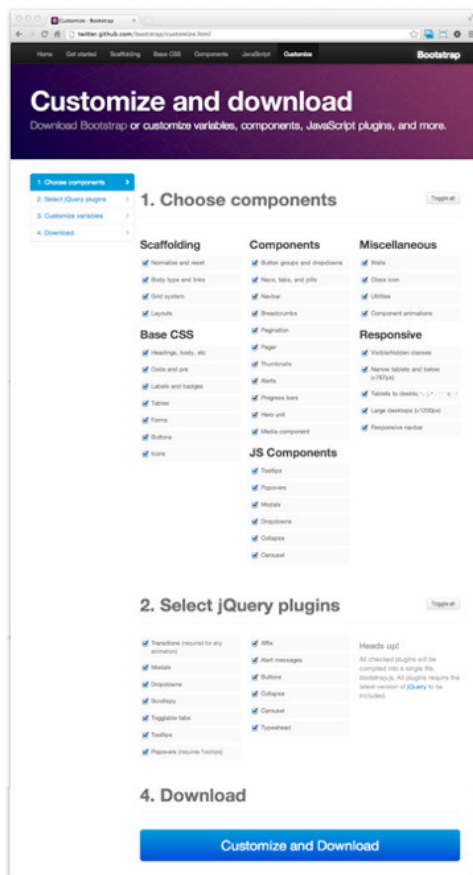 Customize · Bootstrap
twitter.github.com/bootstrap/customize.html
Home Get started Scaffolding Base CSS Components JavaScript Customize Bootstrap
Customize and download
Download Bootstrap or customize variables, components, JavaScript plugins, and more.
1. Choose components
2. Select jQuery plugins
3. Customize variables
4. Download
1. Choose components
Toggle all
Scaffolding
Normalize and reset
Body type and links
Grid system
Layouts
Base CSS
Headings, body, etc
Code and pre
Labels and badges
Tables
Forms
Buttons
Icons
Components
Button groups and dropdowns
Navs, tabs, and pills
Navbar
Breadcrumbs
Pagination
Pager
Thumbnails
Alerts
Progress bars
Hero unit
Media component
JS Components
Tooltips
Popovers
Modals
Dropdowns
Collapse
Carousel
Miscellaneous
Wells
Close icon
Utilities
Component animations
Responsive
Visible/hidden classes
Narrow tablets and below
(<767px)
Tablets to
Large desktops (>1200px)
Responsive navbar
2. Select jQuery plugins
Toggle all
Transitions (required for any
animation)
Modals
Dropdowns
Scrollspy
Togglable tabs
Tooltips
Popovers (requires Tooltips)
Affix
Alert messages
Buttons
Collapse
Carousel
Typeahead
Heads up!
All checked plugins will be
compiled into a single file,
bootstrap.js. All plugins require the
latest version of jQuery to be
included.
4. Download
Customize and Download